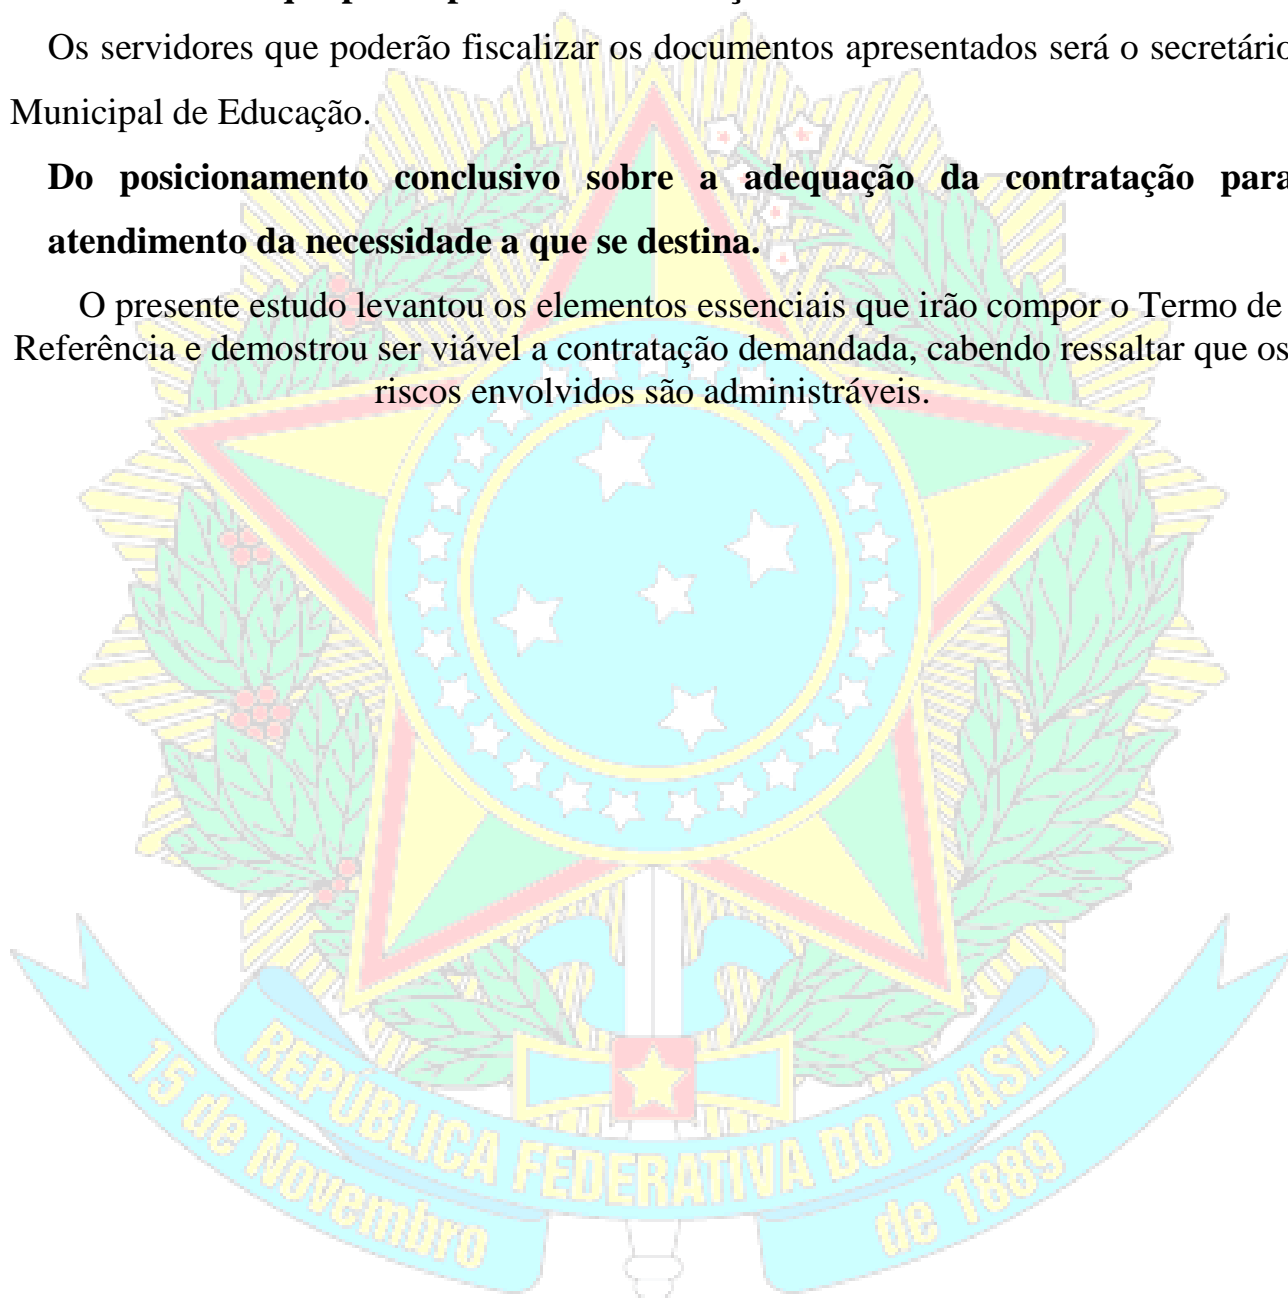 Os servidores que poderão fiscalizar os documentos apresentados será o secretário
Municipal de Educação.
Do posicionamento conclusivo sobre a adequação da contratação para
atendimento da necessidade a que se destina.
O presente estudo levantou os elementos essenciais que irão compor o Termo de
Referência e demostrou ser viável a contratação demandada, cabendo ressaltar que os
riscos envolvidos são administráveis.
REPÚBLICA FEDERATIVA DO BRASIL
15 de Novembro
de 1889